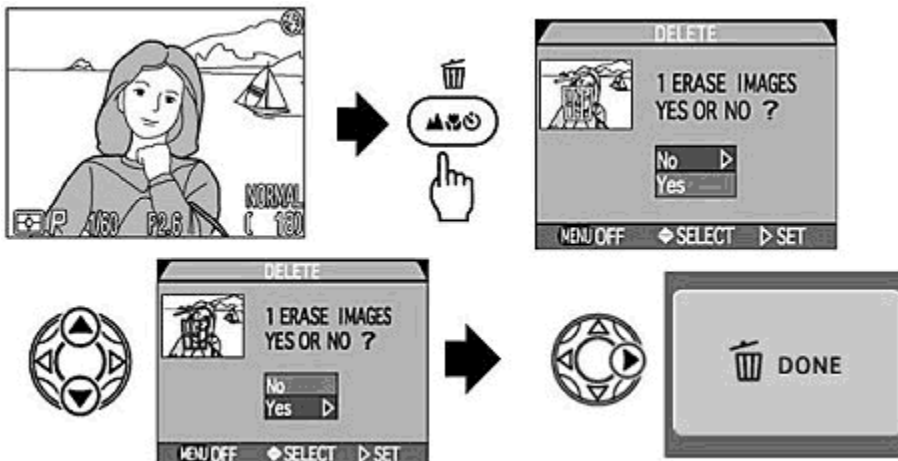 NORMAL
P 1/60 F2.6 [ 180]
DELETE
1 ERASE IMAGES
YES OR NO ?
No
Yes
MENU OFF SELECT SET
DELETE
1 ERASE IMAGES
YES OR NO ?
No
Yes
MENU OFF SELECT SET
DONE